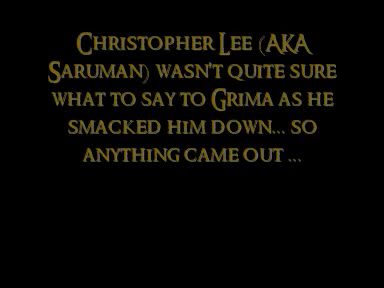 Christopher Lee (AKA
Saruman) wasn't quite sure
what to say to Grima as he
smacked him down... so
anything came out ...